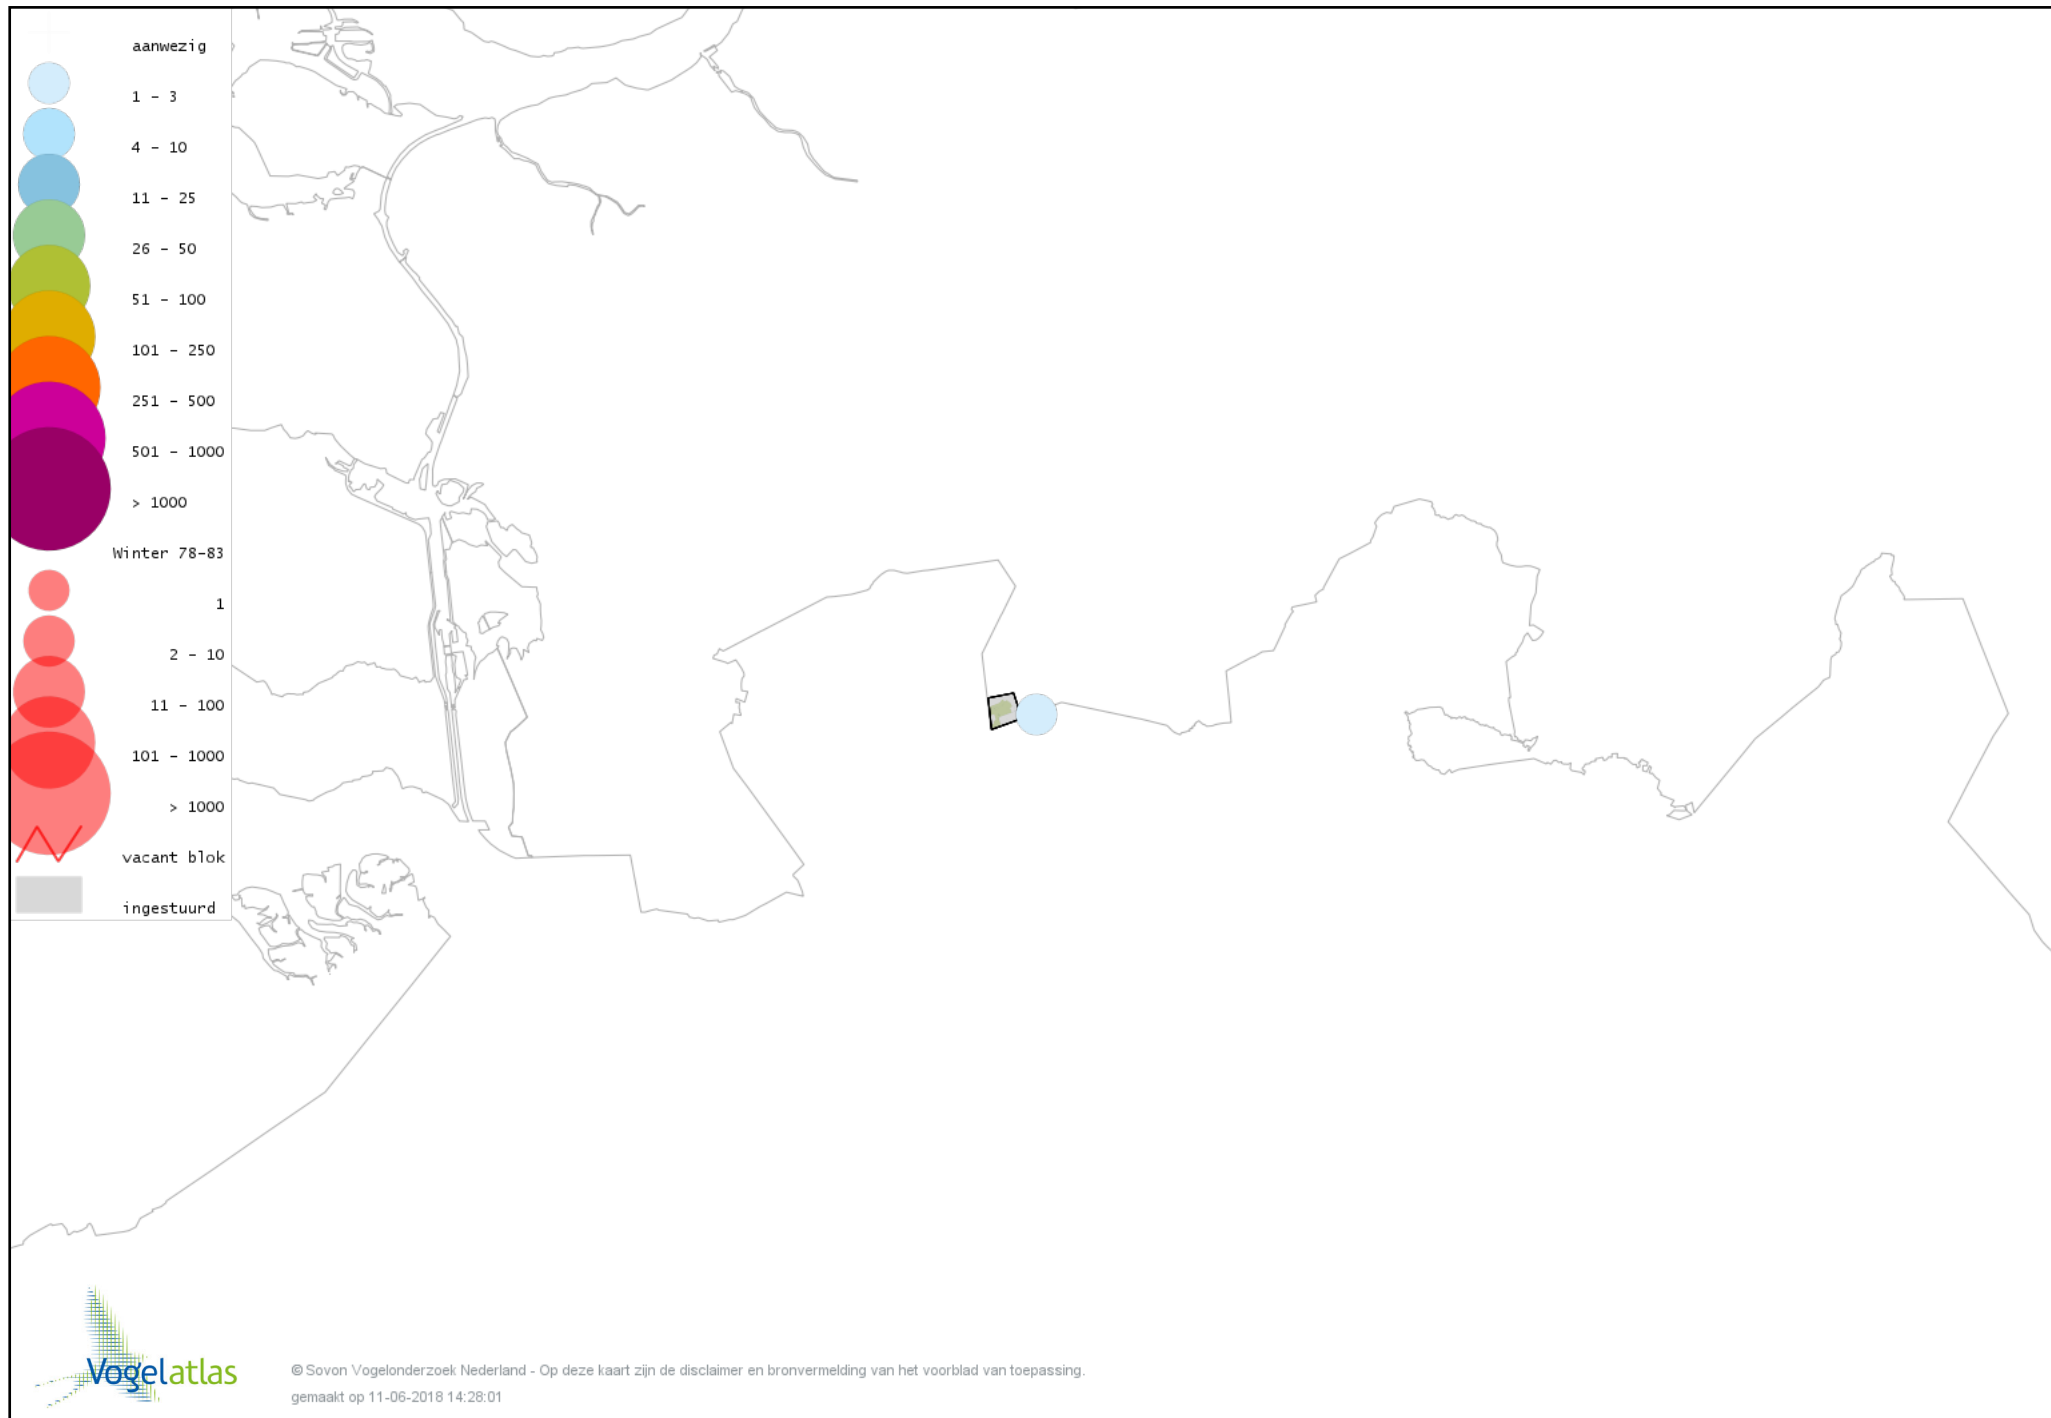 aanwezig
1 - 3
4 - 10
11 - 25
26 - 50
51 - 100
101 - 250
251 - 500
501 - 1000
> 1000
Winter 78-83
1
2 - 10
11 - 100
101 - 1000
> 1000
vacant blok
ingestuurd
Vogelatlas
© Sovon Vogelonderzoek Nederland - Op deze kaart zijn de disclaimer en bronvermelding van het voorblad van toepassing.
gemaakt op 11-06-2018 14:28:01